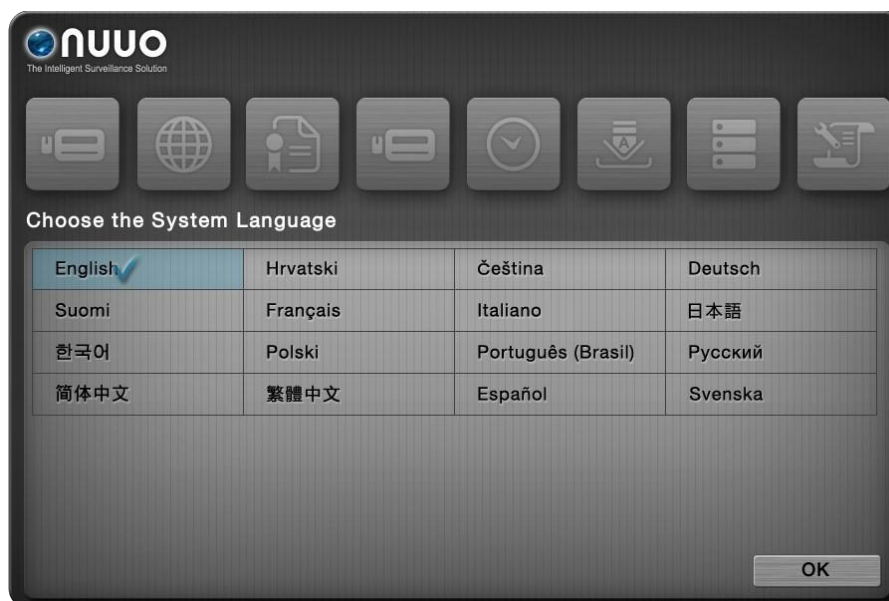 nuuo
The Intelligent Surveillance Solution
A
Choose the System Language
English Hrvatski Čeština Deutsch
Suomi Français Italiano 日本語
한국어 Polski Português (Brasil) Русский
简体中文 繁體中文 Español Svenska
OK